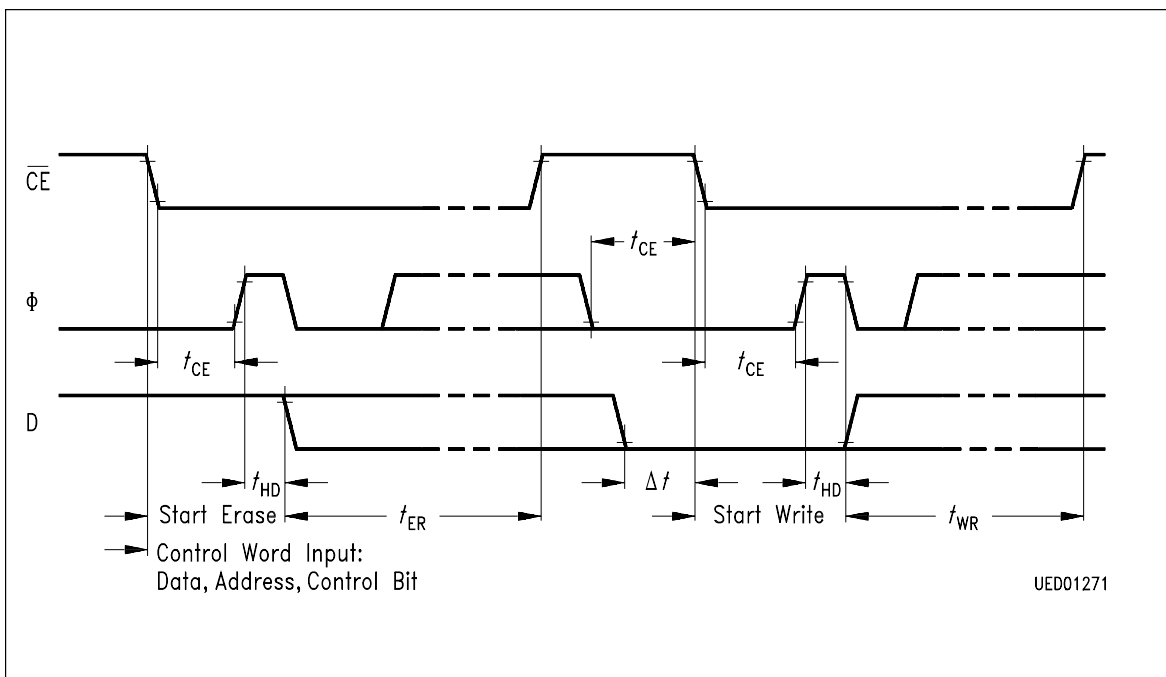 C̅E̅
t_CE
Φ
t_CE
t_CE
D
t_HD
Δt
t_HD
Start Erase
t_ER
Start Write
t_WR
Control Word Input:
Data, Address, Control Bit
UED01271